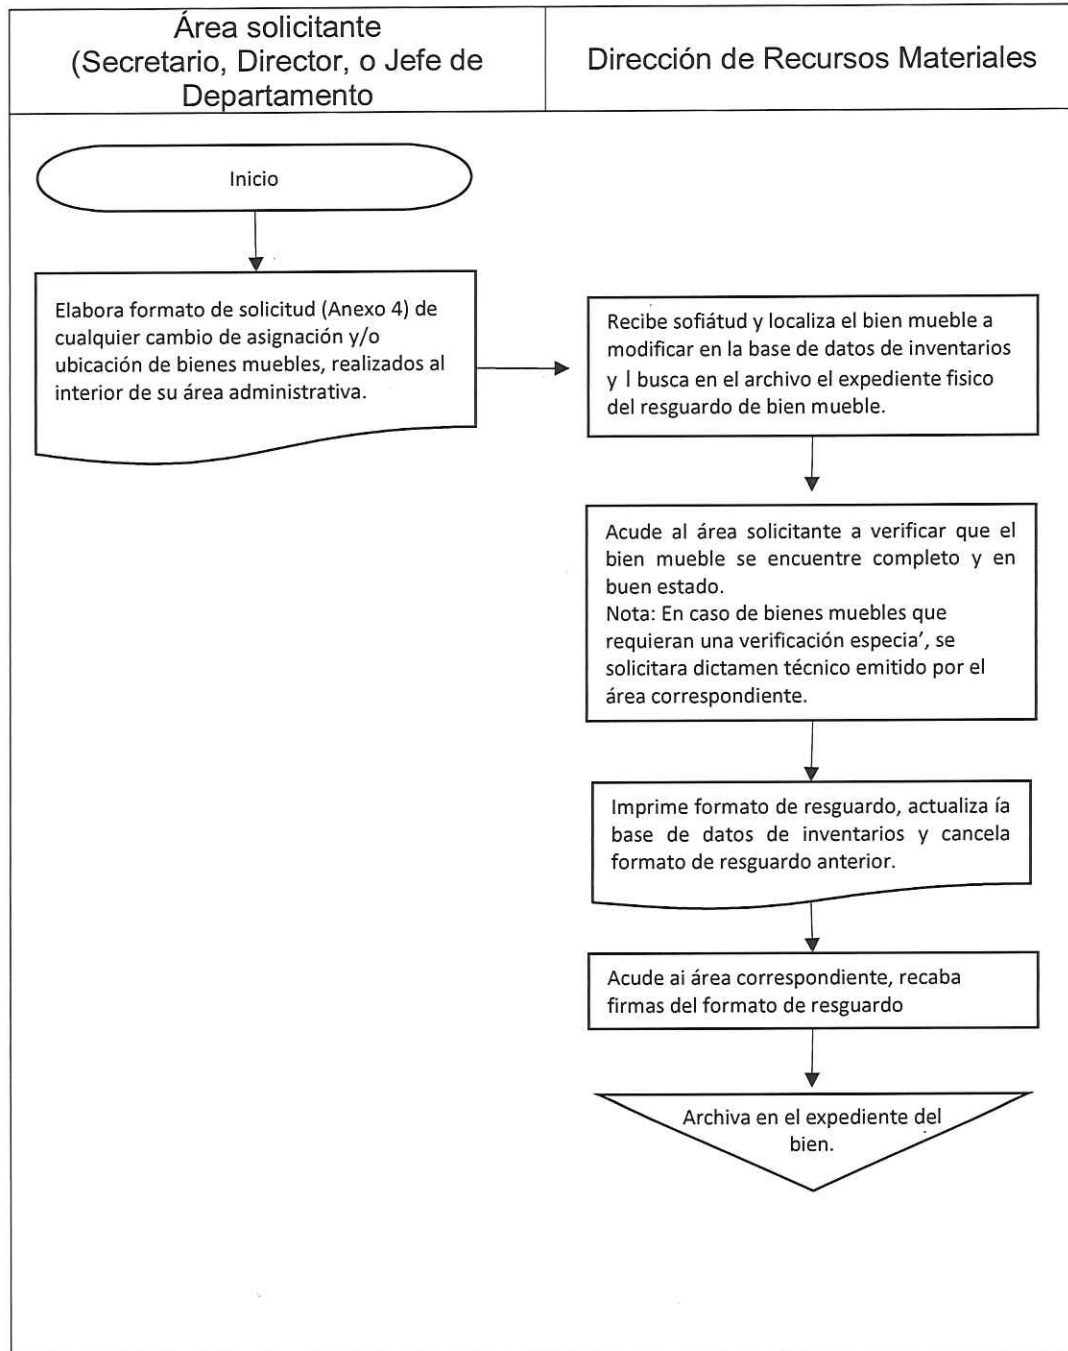 Área solicitante
(Secretario, Director, o Jefe de
Departamento
Dirección de Recursos Materiales
Inicio
Elabora formato de solicitud (Anexo 4) de
cualquier cambio de asignación y/o
ubicación de bienes muebles, realizados al
interior de su área administrativa.
Recibe sofiátud y localiza el bien mueble a
modificar en la base de datos de inventarios
y l busca en el archivo el expediente fisico
del resguardo de bien mueble.
Acude al área solicitante a verificar que el
bien mueble se encuentre completo y en
buen estado.
Nota: En caso de bienes muebles que
requieran una verificación especia’, se
solicitara dictamen técnico emitido por el
área correspondiente.
Imprime formato de resguardo, actualiza ía
base de datos de inventarios y cancela
formato de resguardo anterior.
Acude ai área correspondiente, recaba
firmas del formato de resguardo
Archiva en el expediente del
bien.